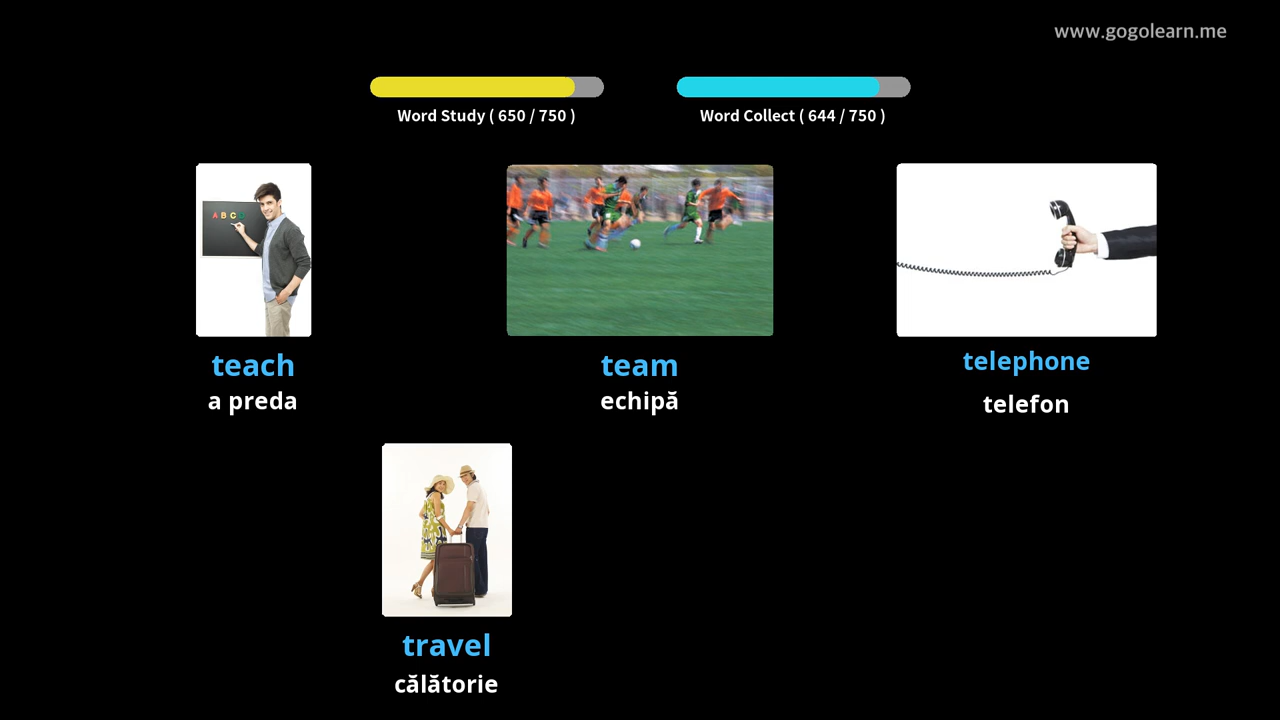 www.gogolearn.me
Word Study ( 650 / 750 )
Word Collect ( 644 / 750 )
A B C D
teach
a preda
team
echipă
telephone
telefon
travel
călătorie